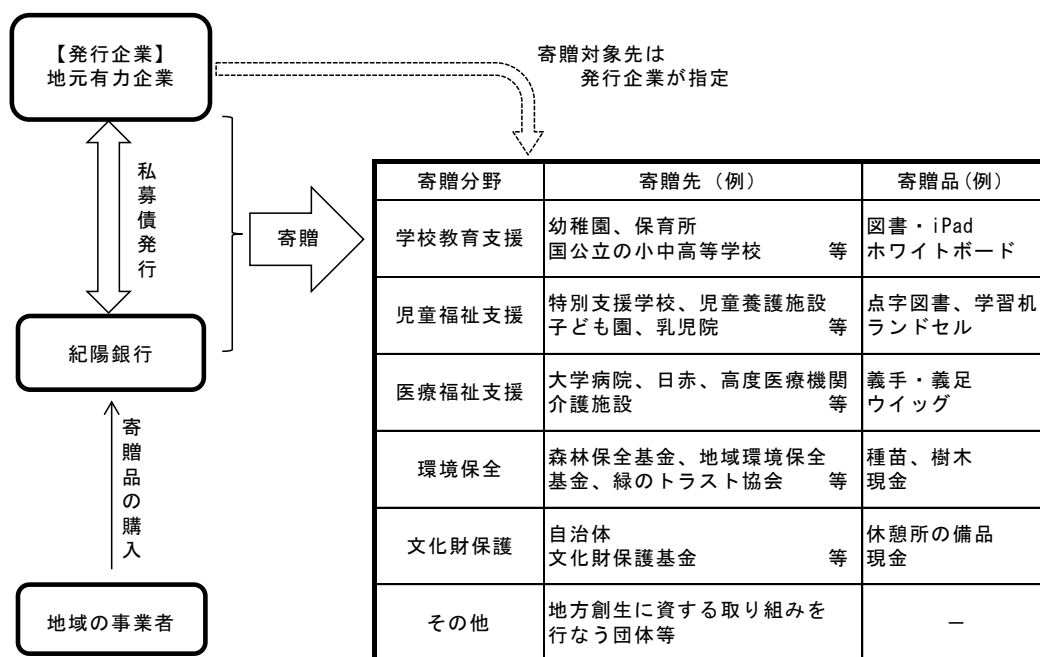 【発行企業】
地元有力企業
寄贈対象先は
発行企業が指定
私募債発行
寄贈
紀陽銀行
寄贈品の購入
地域の事業者
寄贈分野 寄贈先（例） 寄贈品(例)
学校教育支援
幼稚園、保育所
国公立の小中高等学校 等
図書・iPad
ホワイトボード
児童福祉支援
特別支援学校、児童養護施設
子ども園、乳児院 等
点字図書、学習机
ランドセル
医療福祉支援
大学病院、日赤、高度医療機関
介護施設 等
義手・義足
ウイッグ
環境保全
森林保全基金、地域環境保全
基金、緑のトラスト協会 等
種苗、樹木
現金
文化財保護
自治体
文化財保護基金 等
休憩所の備品
現金
その他
地方創生に資する取り組みを
行なう団体等
－